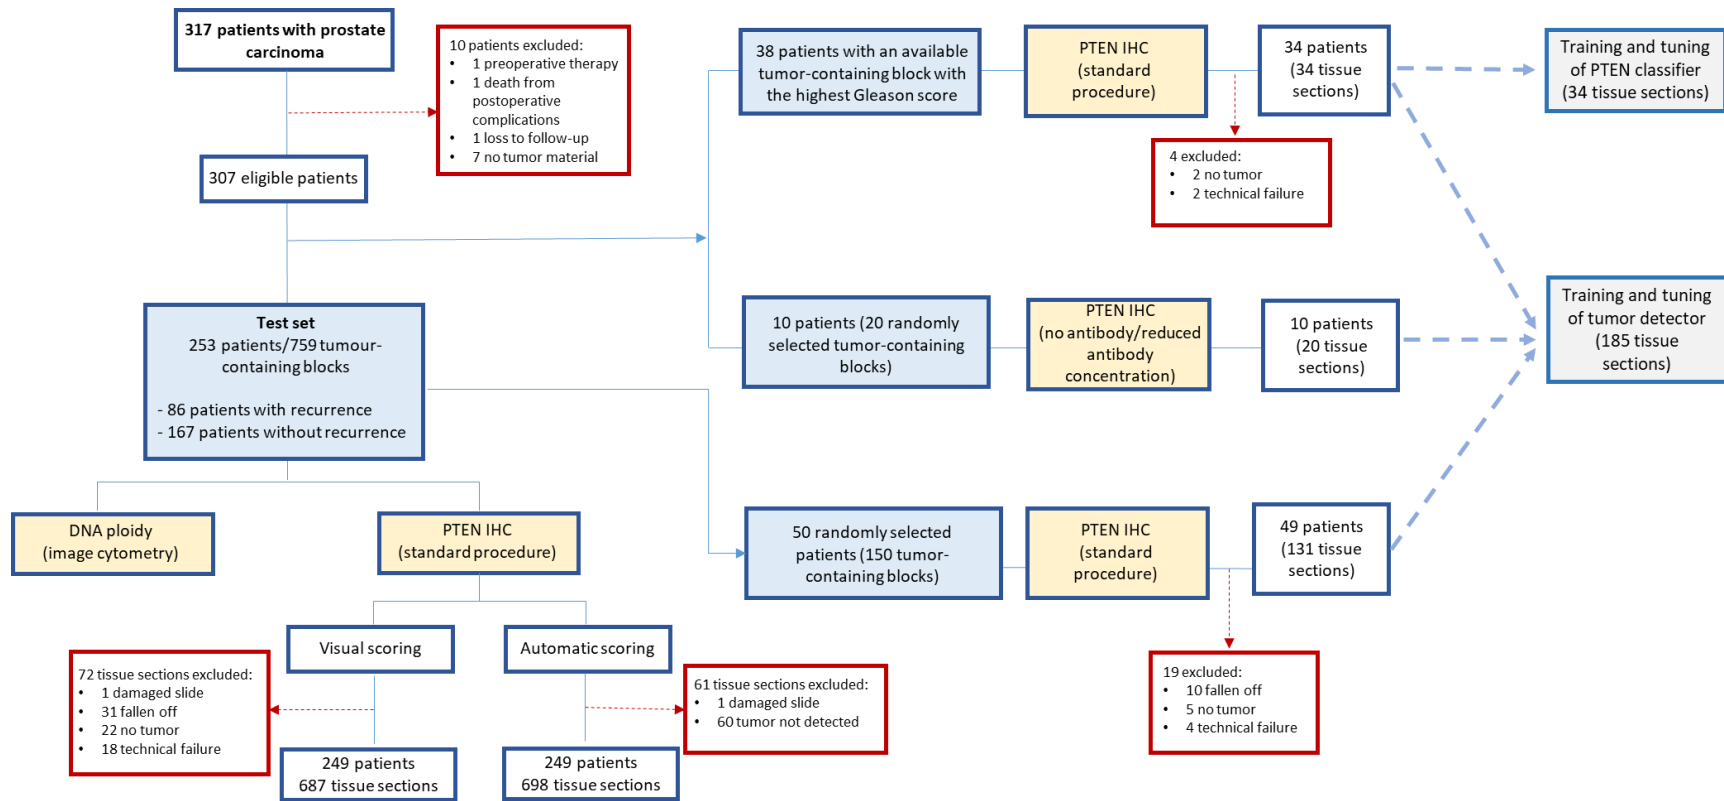 317 patients with prostate
carcinoma
10 patients excluded:
• 1 preoperative therapy
• 1 death from
postoperative
complications
• 1 loss to follow-up
• 7 no tumor material
307 eligible patients
38 patients with an available
tumor-containing block with
the highest Gleason score
PTEN IHC
(standard
procedure)
34 patients
(34 tissue
sections)
Training and tuning
of PTEN classifier
(34 tissue sections)
4 excluded:
• 2 no tumor
• 2 technical failure
Test set
253 patients/759 tumour-
containing blocks
- 86 patients with recurrence
- 167 patients without recurrence
10 patients (20 randomly
selected tumor-containing
blocks)
PTEN IHC
(no antibody/reduced
antibody
concentration)
10 patients
(20 tissue
sections)
Training and tuning
of tumor detector
(185 tissue
sections)
DNA ploidy
(image cytometry)
PTEN IHC
(standard procedure)
50 randomly selected
patients (150 tumor-
containing blocks)
PTEN IHC
(standard
procedure)
49 patients
(131 tissue
sections)
Visual scoring
Automatic scoring
72 tissue sections excluded:
• 1 damaged slide
• 31 fallen off
• 22 no tumor
• 18 technical failure
61 tissue sections excluded:
• 1 damaged slide
• 60 tumor not detected
19 excluded:
• 10 fallen off
• 5 no tumor
• 4 technical failure
249 patients
687 tissue sections
249 patients
698 tissue sections